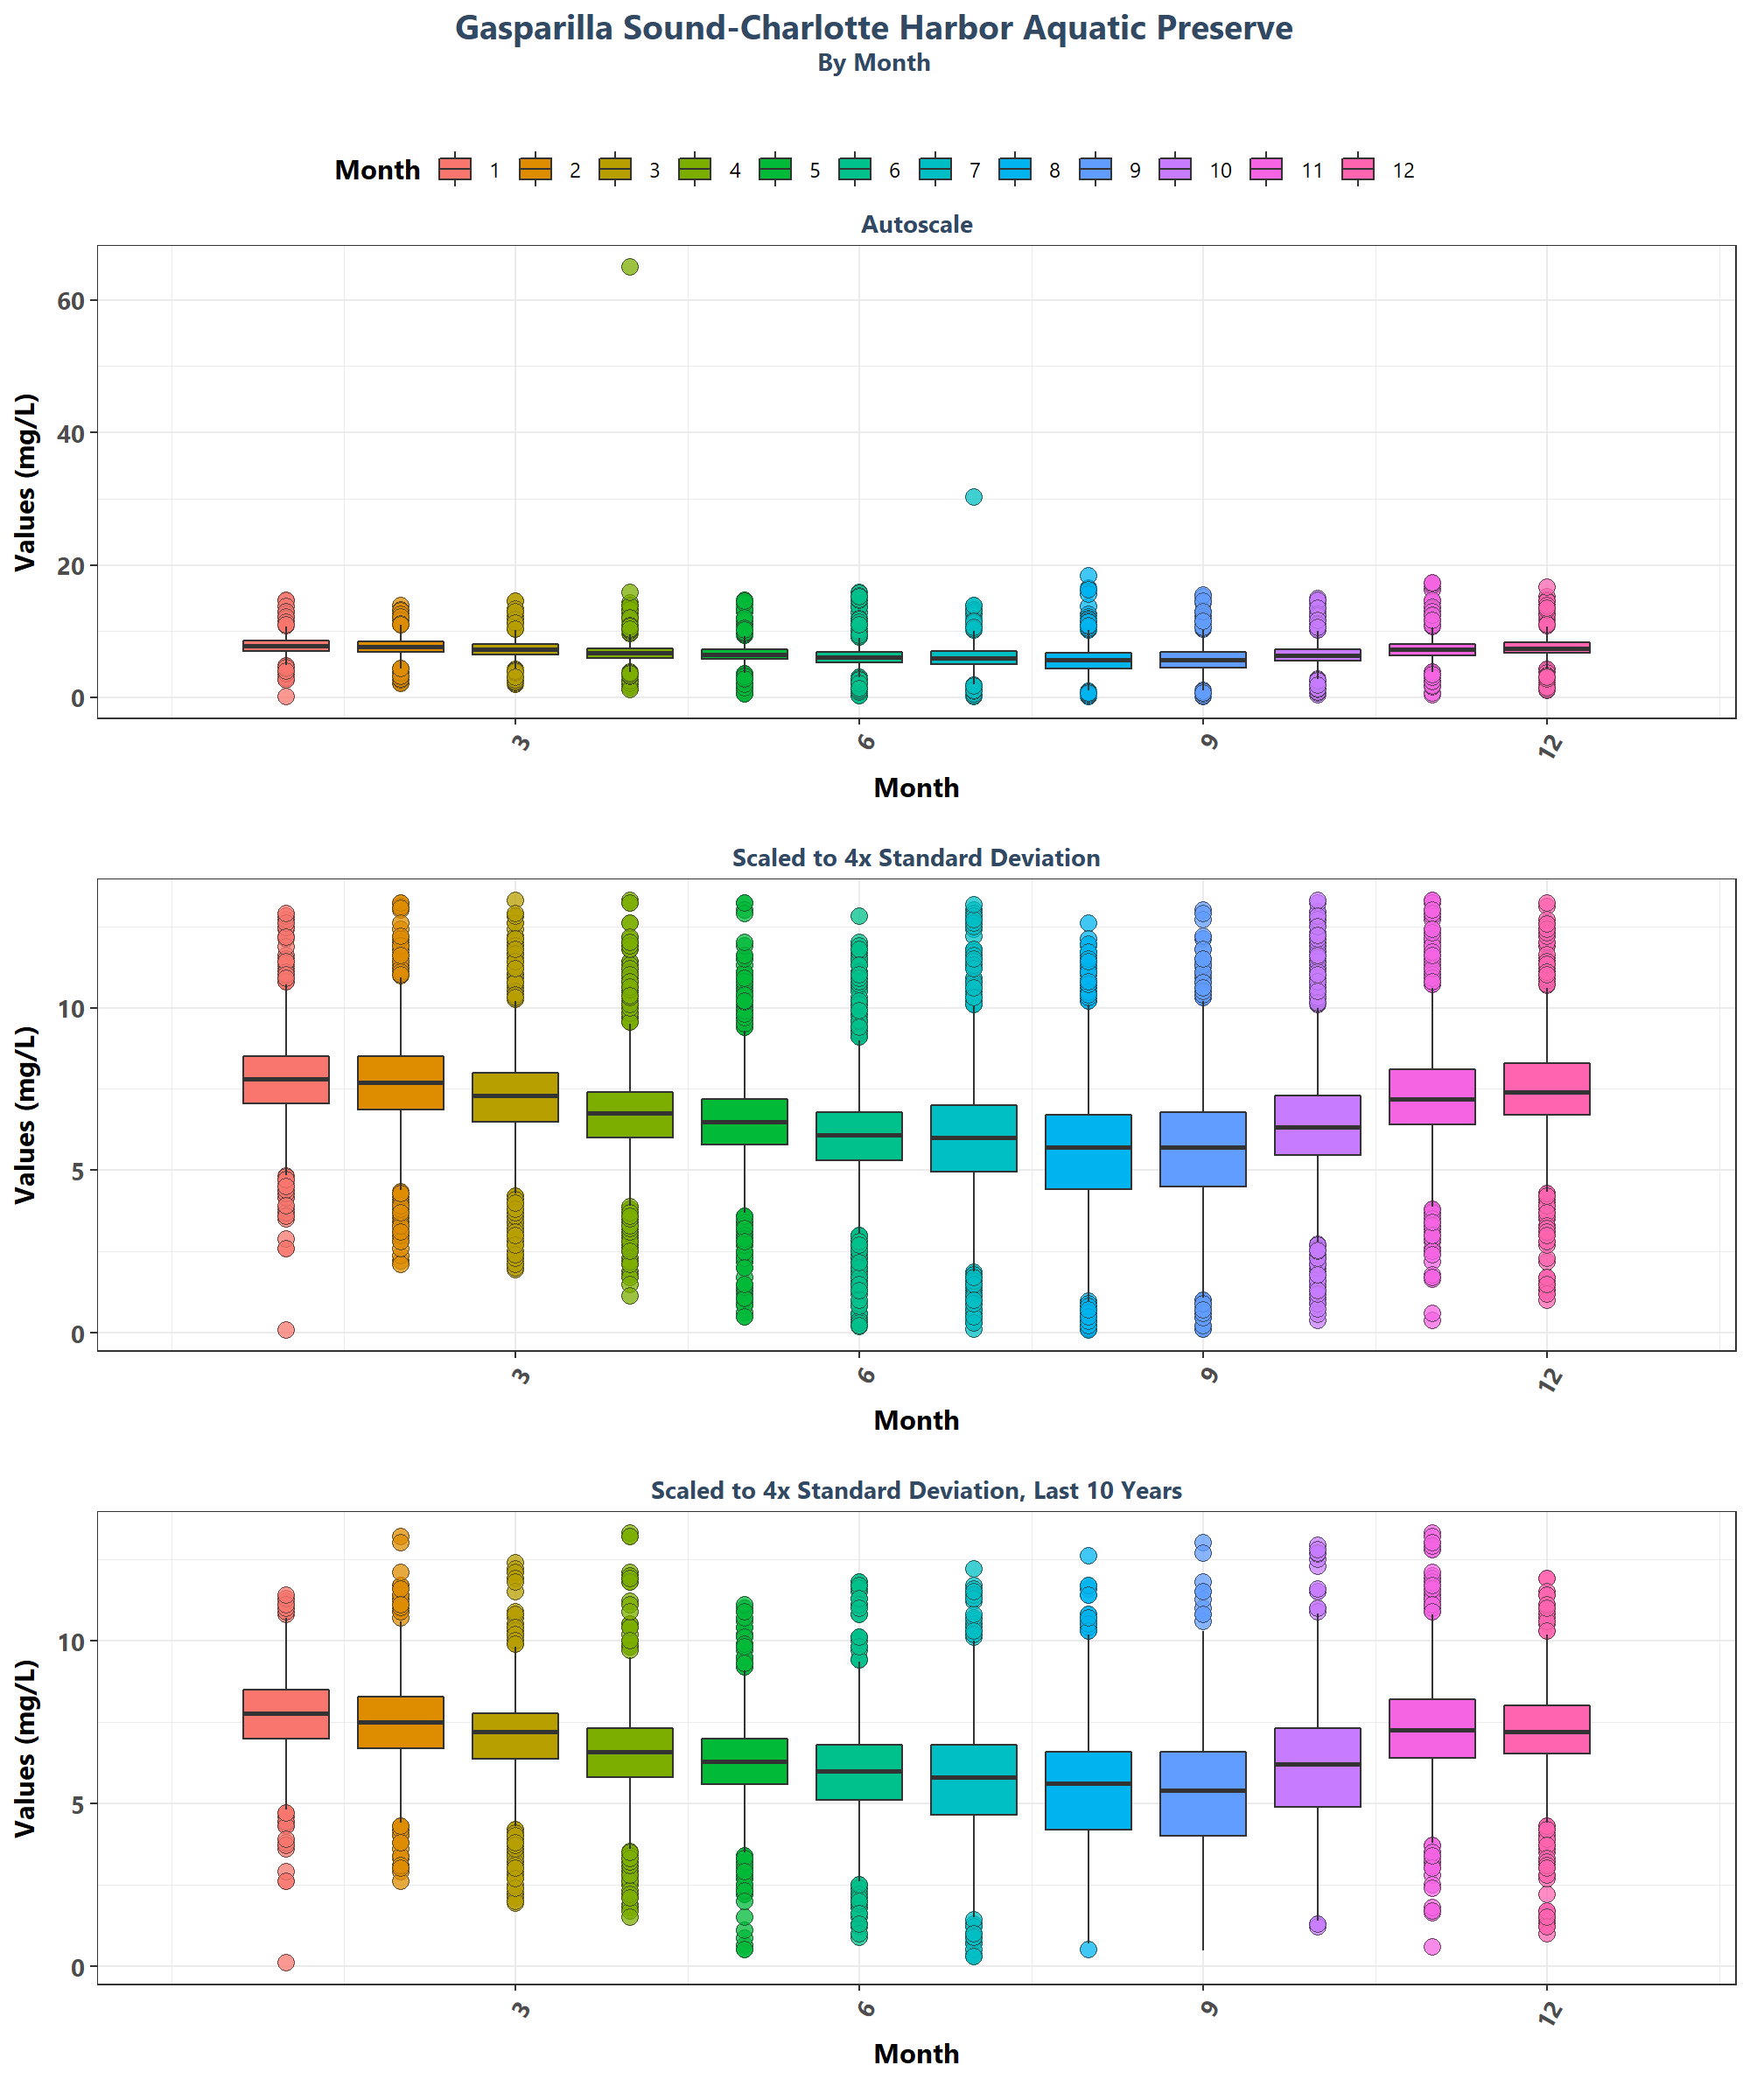 Gasparilla Sound-Charlotte Harbor Aquatic Preserve
By Month
Month 1 2 3 4 5 6 7 8 9 10 11 12
Autoscale
Values (mg/L)
60
40
20
0
3 6 9 12
Month
Scaled to 4x Standard Deviation
Values (mg/L)
10
5
0
3 6 9 12
Month
Scaled to 4x Standard Deviation, Last 10 Years
Values (mg/L)
10
5
0
3 6 9 12
Month